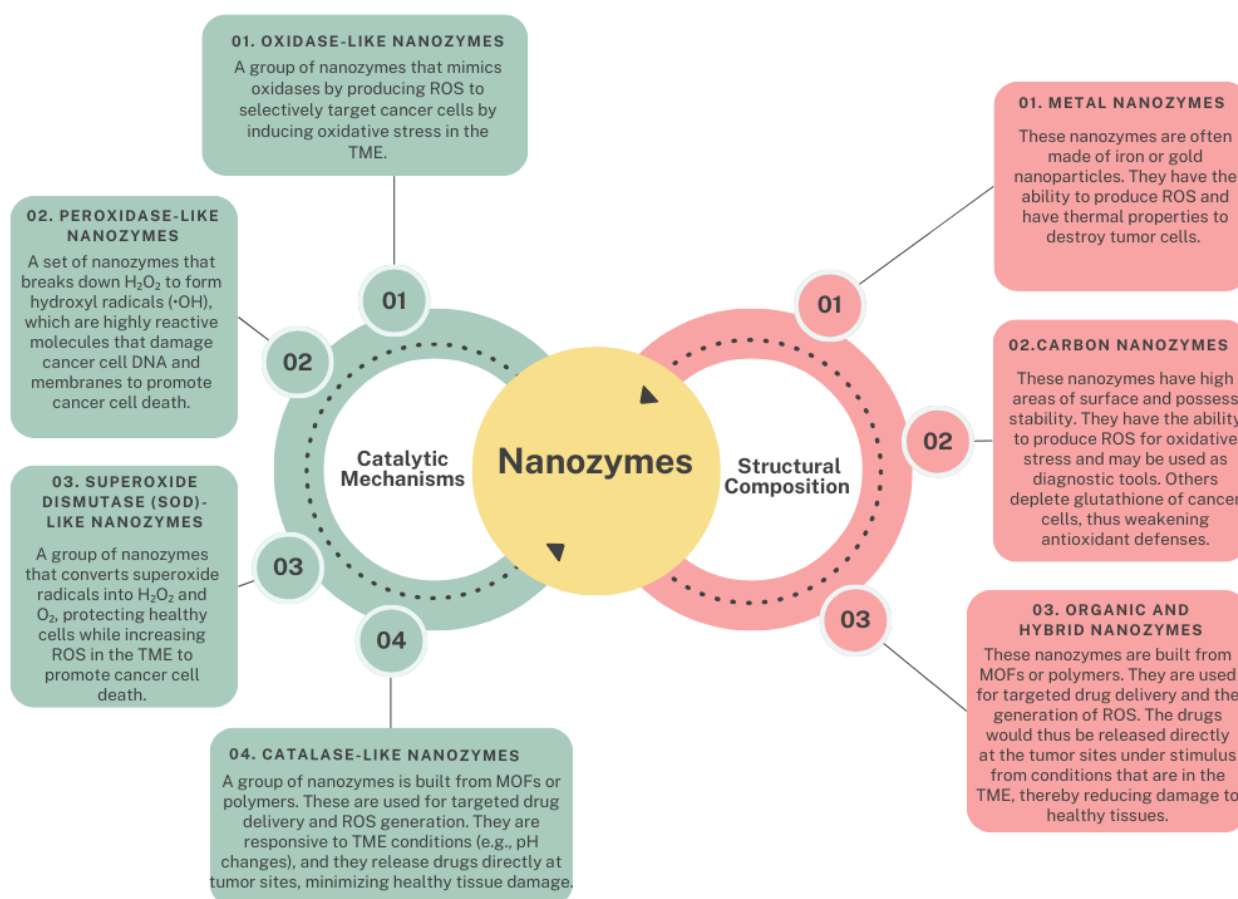 01. OXIDASE-LIKE NANOZYMES
A group of nanozymes that mimics
oxidases by producing ROS to
selectively target cancer cells by
inducing oxidative stress in the
TME.
02. PEROXIDASE-LIKE
NANOZYMES
A set of nanozymes that
breaks down H₂O₂ to form
hydroxyl radicals (•OH),
which are highly reactive
molecules that damage
cancer cell DNA and
membranes to promote
cancer cell death.
03. SUPEROXIDE
DISMUTASE (SOD)-
LIKE NANOZYMES
A group of nanozymes
that converts superoxide
radicals into H₂O₂ and
O₂, protecting healthy
cells while increasing
ROS in the TME to
promote cancer cell
death.
04. CATALASE-LIKE NANOZYMES
A group of nanozymes is built from MOFs or
polymers. These are used for targeted drug
delivery and ROS generation. They are
responsive to TME conditions (e.g., pH
changes), and they release drugs directly at
tumor sites, minimizing healthy tissue damage.
01
02
03
04
Catalytic
Mechanisms
Nanozymes
Structural
Composition
01
02
03
01. METAL NANOZYMES
These nanozymes are often
made of iron or gold
nanoparticles. They have the
ability to produce ROS and
have thermal properties to
destroy tumor cells.
02.CARBON NANOZYMES
These nanozymes have high
areas of surface and possess
stability. They have the ability
to produce ROS for oxidative
stress and may be used as
diagnostic tools. Others
deplete glutathione of cancer
cells, thus weakening
antioxidant defenses.
03. ORGANIC AND
HYBRID NANOZYMES
These nanozymes are built from
MOFs or polymers. They are used
for targeted drug delivery and the
generation of ROS. The drugs
would thus be released directly
at the tumor sites under stimulus
from conditions that are in the
TME, thereby reducing damage to
healthy tissues.